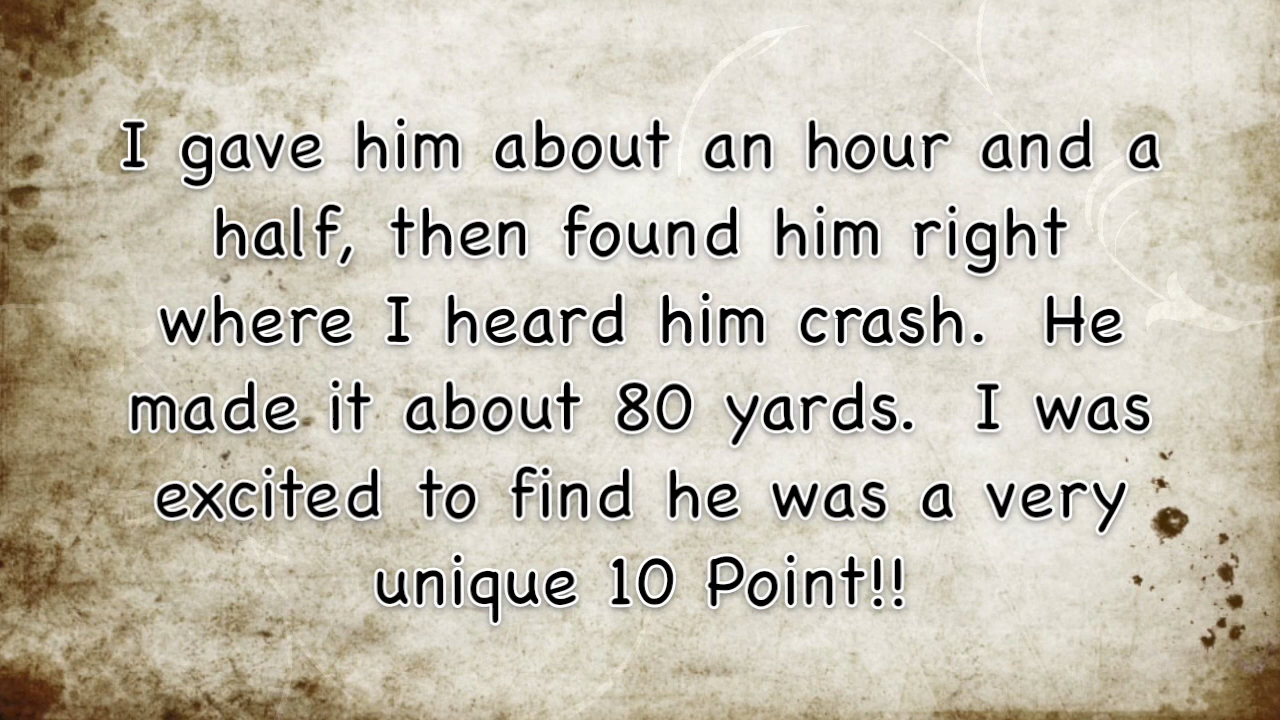 I gave him about an hour and a
half, then found him right
where I heard him crash.  He
made it about 80 yards.  I was
excited to find he was a very
unique 10 Point!!